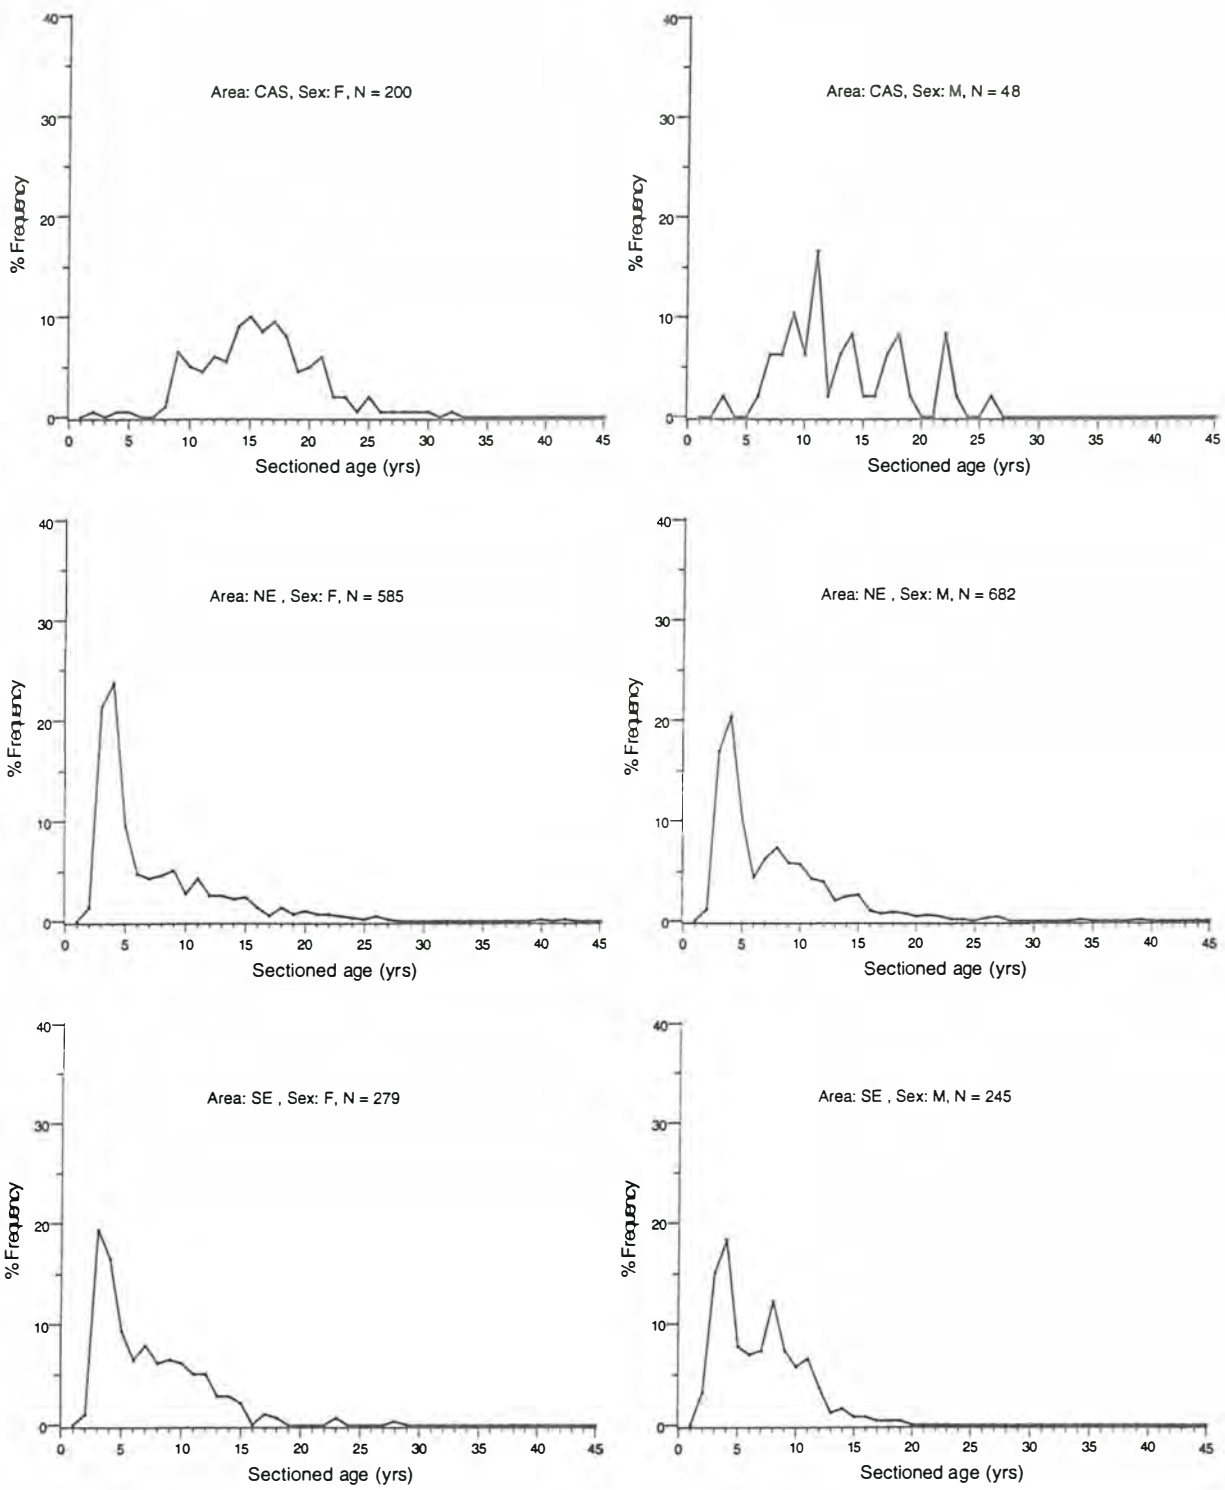 40
30
20
10
0
% Frequency
Area: CAS, Sex: F, N = 200
0 5 10 15 20 25 30 35 40 45
Sectioned age (yrs)
40
30
20
10
0
% Frequency
Area: CAS, Sex: M, N = 48
0 5 10 15 20 25 30 35 40 45
Sectioned age (yrs)
40
30
20
10
0
% Frequency
Area: NE , Sex: F, N = 585
0 5 10 15 20 25 30 35 40 45
Sectioned age (yrs)
40
30
20
10
0
% Frequency
Area: NE , Sex: M, N = 682
0 5 10 15 20 25 30 35 40 45
Sectioned age (yrs)
40
30
20
10
0
% Frequency
Area: SE , Sex: F, N = 279
0 5 10 15 20 25 30 35 40 45
Sectioned age (yrs)
40
30
20
10
0
% Frequency
Area: SE , Sex: M, N = 245
0 5 10 15 20 25 30 35 40 45
Sectioned age (yrs)